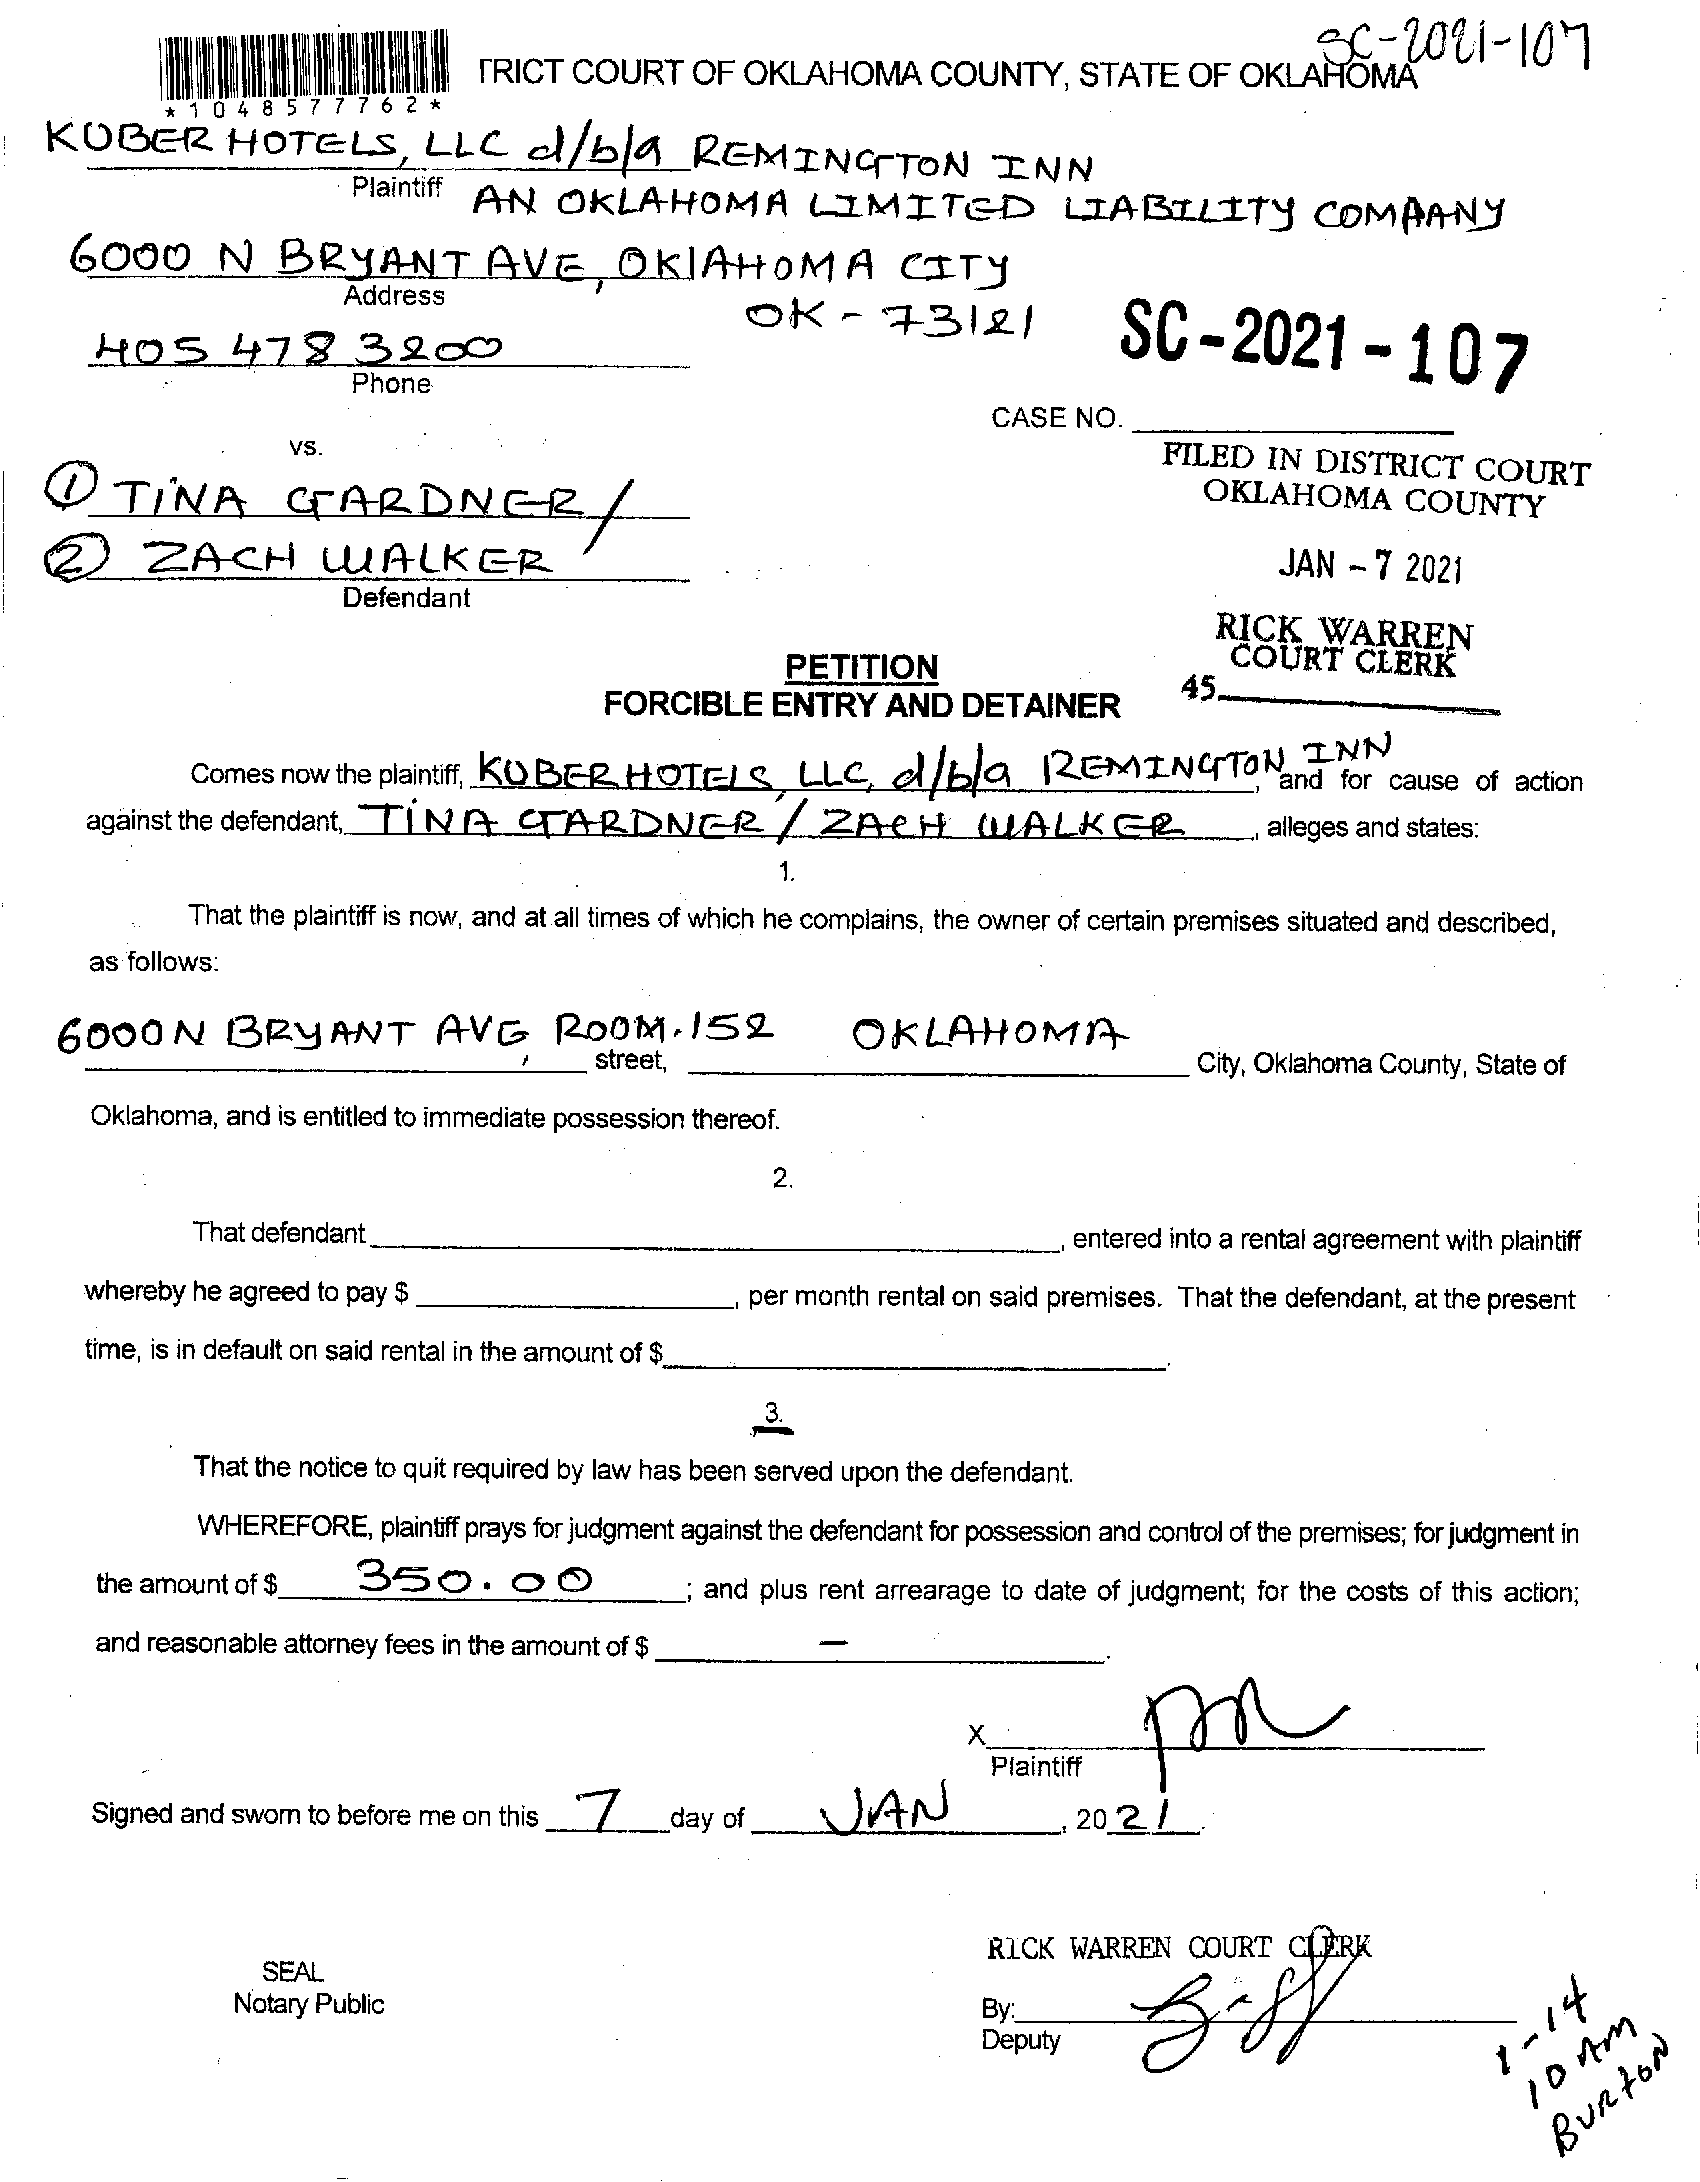 SC-2021-107
TRICT COURT OF OKLAHOMA COUNTY, STATE OF OKLAHOMA
*1048577762*
KUBER HOTELS, LLC d/b/a REMINGTON INN
Plaintiff
AN OKLAHOMA LIMITED LIABILITY COMPANY
6000 N BRYANT AVE, OKlAHOMA CITY
Address
OK - 73121
405 478 3200
Phone
SC-2021-107
CASE NO.
vs.
FILED IN DISTRICT COURT
OKLAHOMA COUNTY
① TINA GARDNER /
② ZACH WALKER
Defendant
JAN - 7 2021
RICK WARREN
COURT CLERK
45
PETITION
FORCIBLE ENTRY AND DETAINER
Comes now the plaintiff, KUBER HOTELS, LLC, d/b/a REMINGTON INN, and for cause of action
against the defendant, TINA GARDNER / ZACH WALKER, alleges and states:
1.
That the plaintiff is now, and at all times of which he complains, the owner of certain premises situated and described,
as follows:
6000 N BRYANT AVE, ROOM.152 street, OKLAHOMA City, Oklahoma County, State of
Oklahoma, and is entitled to immediate possession thereof.
2.
That defendant , entered into a rental agreement with plaintiff
whereby he agreed to pay $ , per month rental on said premises. That the defendant, at the present
time, is in default on said rental in the amount of $ .
3.
That the notice to quit required by law has been served upon the defendant.
WHEREFORE, plaintiff prays for judgment against the defendant for possession and control of the premises; for judgment in
the amount of $ 350.00 ; and plus rent arrearage to date of judgment; for the costs of this action;
and reasonable attorney fees in the amount of $ — .
X
Plaintiff
Signed and sworn to before me on this 7 day of JAN , 2021.
RICK WARREN COURT CLERK
SEAL
Notary Public
By:
Deputy
1-14
10 AM
BURTON